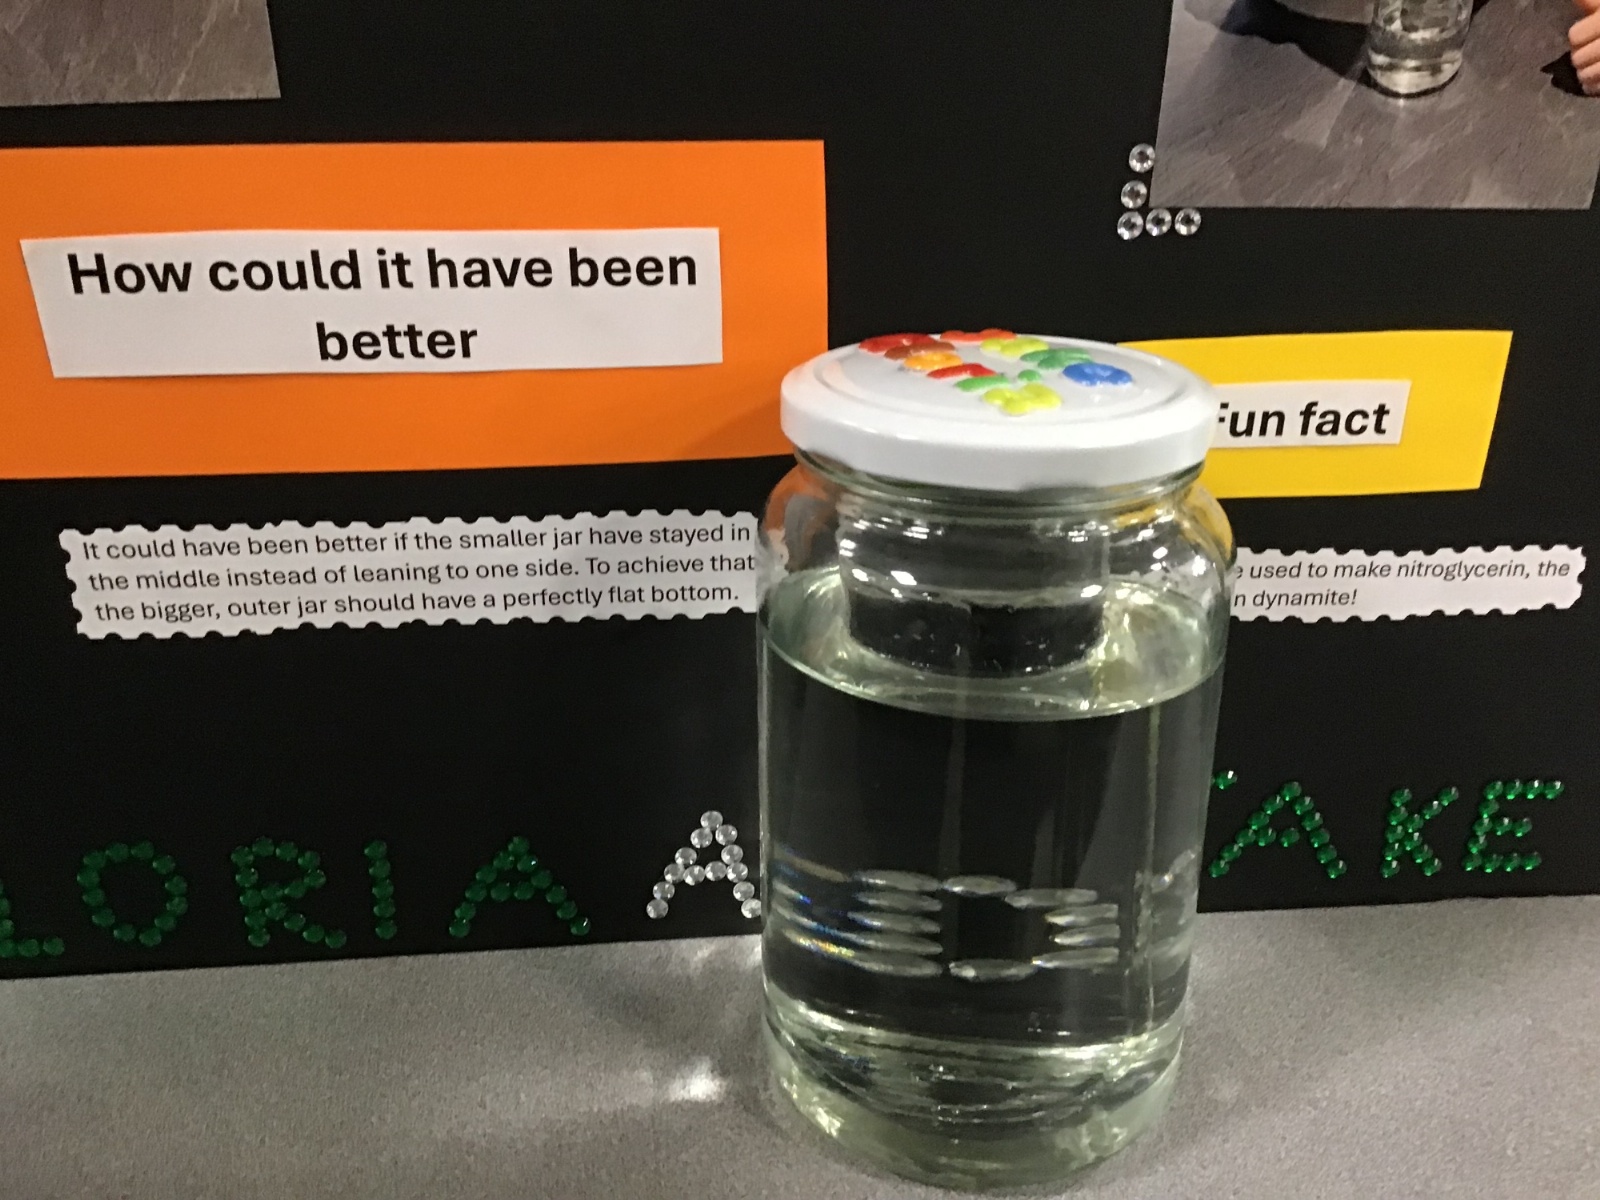 How could it have been
better
Fun fact
It could have been better if the smaller jar have stayed in
the middle instead of leaning to one side. To achieve that
the bigger, outer jar should have a perfectly flat bottom.
used to make nitroglycerin, the
dynamite!
LORIA A AKE